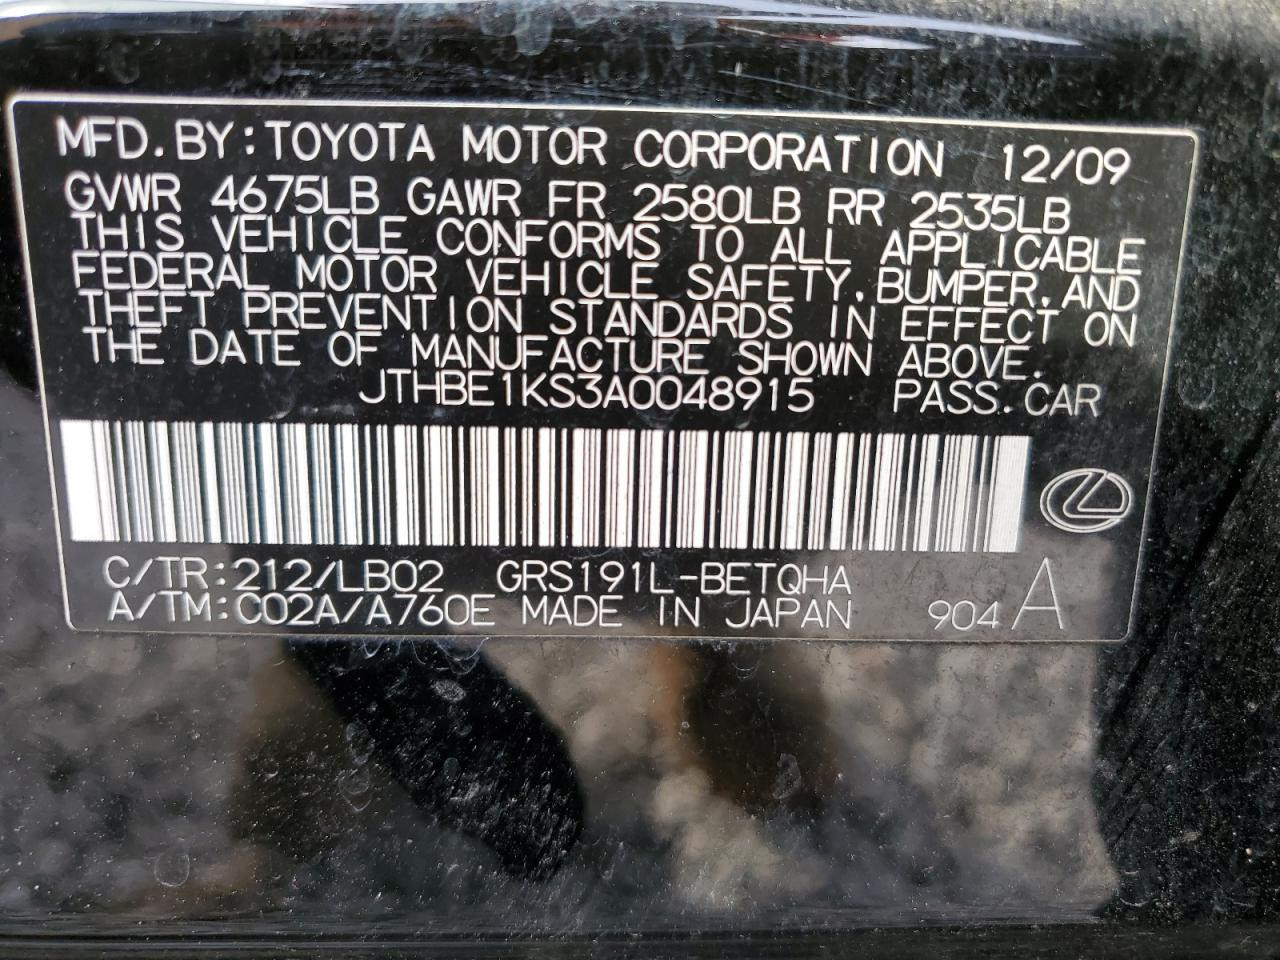 MFD. BY: TOYOTA MOTOR CORPORATION 12/09
GVWR 4675LB GAWR FR 2580LB RR 2535LB
THIS VEHICLE CONFORMS TO ALL APPLICABLE
FEDERAL MOTOR VEHICLE SAFETY, BUMPER, AND
THEFT PREVENTION STANDARDS IN EFFECT ON
THE DATE OF MANUFACTURE SHOWN ABOVE.
JTHBE1KS3A0048915 PASS. CAR
C/TR: 212/LB02 GRS191L-BETQHA
A/TM: C02A/A760E MADE IN JAPAN 904 A